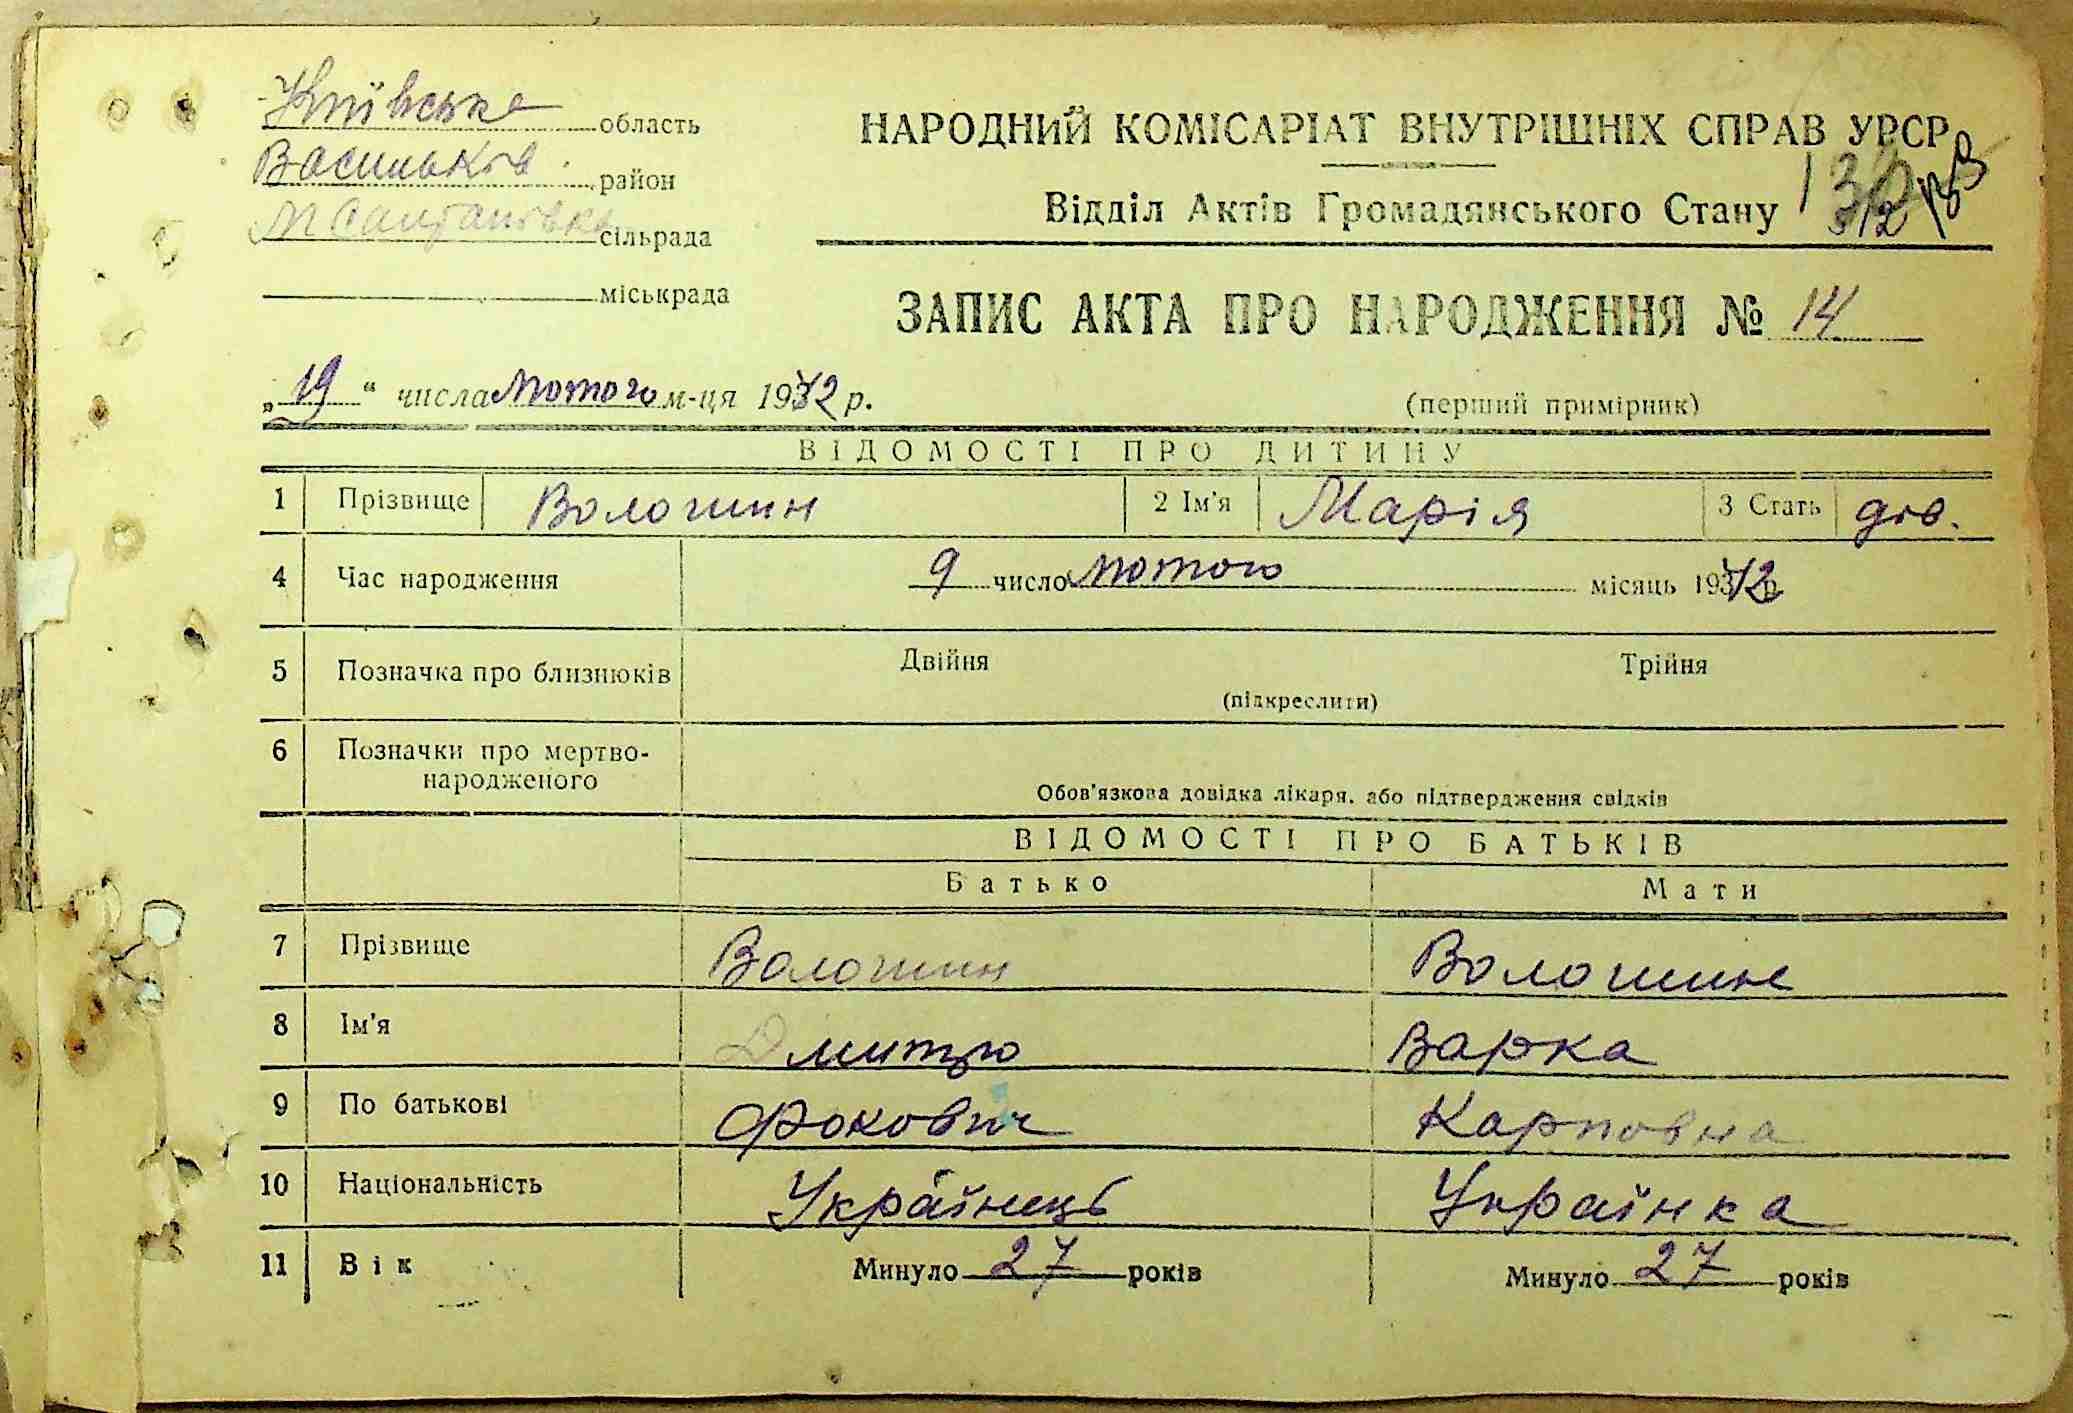 Київська область
Васильків район
М Салтанівка сільрада
міськрада
НАРОДНИЙ КОМІСАРІАТ ВНУТРІШНІХ СПРАВ УРСР
Відділ Актів Громадянського Стану
ЗАПИС АКТА ПРО НАРОДЖЕННЯ № 14
„ 19 “ числа Лютого м-ця 1942 р.
(перший примірник)
ВІДОМОСТІ ПРО ДИТИНУ
1 Прізвище Волошин 2 Ім'я Марія 3 Стать дів.
4 Час народження 9 число Лютого місяць 1942 р.
5 Позначка про близнюків Двійня Трійня
(підкреслити)
6 Позначки про мертво-
народженого
Обов'язкова довідка лікаря, або підтвердження свідків
ВІДОМОСТІ ПРО БАТЬКІВ
Батько Мати
7 Прізвище Волошин Волошине
8 Ім'я Дмитро Варка
9 По батькові Фокович Карповна
10 Національність Українець Українка
11 Вік Минуло 27 років Минуло 27 років